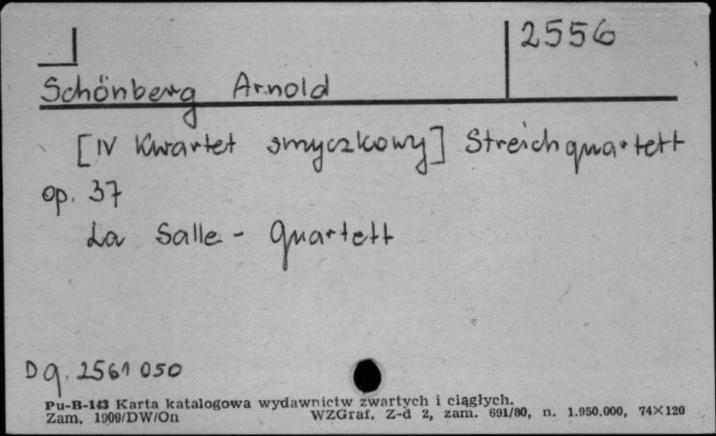 2556
Schönberg Arnold
[IV Kwartet smyczkowy] Streichquartett
op. 37
La Salle - Quartett
Dg. 2561 050
Pu-B-143 Karta katalogowa wydawnictw zwartych i ciągłych.
Zam. 1909/DW/On WZGraf. Z-d 2, zam. 691/80, n. 1.950.000, 74×120